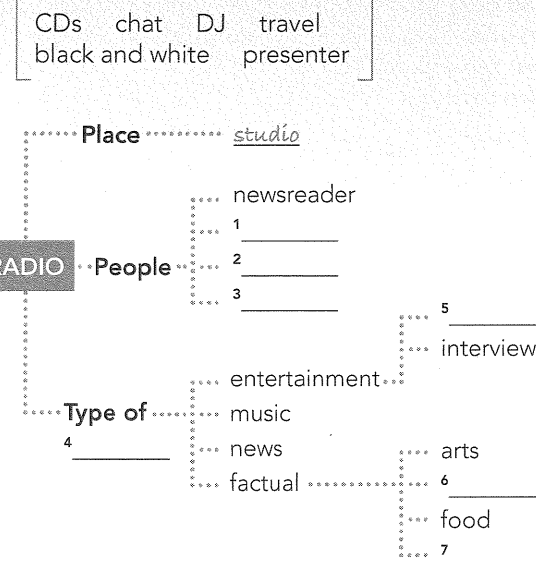 CDs chat DJ travel
black and white presenter
Place studio
newsreader
1
2
RADIO People
3
5
interview
entertainment
Type of music
4
news
arts
factual
6
food
7